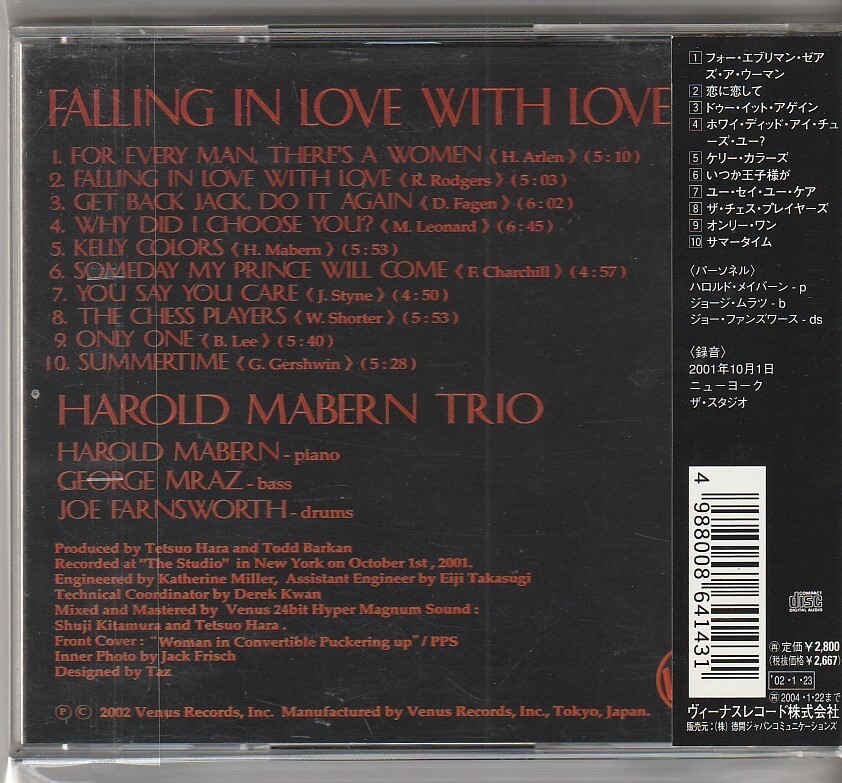 FALLING IN LOVE WITH LOVE
1. FOR EVERY MAN, THERE'S A WOMEN《H. Arlen》(5:10)
2. FALLING IN LOVE WITH LOVE《R. Rodgers》(5:03)
3. GET BACK JACK, DO IT AGAIN《D. Fagen》(6:02)
4. WHY DID I CHOOSE YOU?《M. Leonard》(6:45)
5. KELLY COLORS《H. Mabern》(5:53)
6. SOMEDAY MY PRINCE WILL COME《F. Charchill》(4:57)
7. YOU SAY YOU CARE《J. Styne》(4:50)
8. THE CHESS PLAYERS《W. Shorter》(5:53)
9. ONLY ONE《B. Lee》(5:40)
10. SUMMERTIME《G. Gershwin》(5:28)
HAROLD MABERN TRIO
HAROLD MABERN - piano
GEORGE MRAZ - bass
JOE FARNSWORTH - drums
Produced by Tetsuo Hara and Todd Barkan
Recorded at "The Studio" in New York on October 1st, 2001.
Engineered by Katherine Miller, Assistant Engineer by Eiji Takasugi
Technical Coordinator by Derek Kwan
Mixed and Mastered by Venus 24bit Hyper Magnum Sound :
Shuji Kitamura and Tetsuo Hara .
Front Cover : "Woman in Convertible Puckering up" / PPS
Inner Photo by Jack Frisch
Designed by Taz
Ⓟ Ⓒ 2002 Venus Records, Inc. Manufactured by Venus Records, Inc., Tokyo, Japan.
1 フォー・エブリマン・ゼア
ズ・ア・ウーマン
2 恋に恋して
3 ドゥー・イット・アゲイン
4 ホワイ・ディッド・アイ・チュ
ーズ・ユー?
5 ケリー・カラーズ
6 いつか王子様が
7 ユー・セイ・ユー・ケア
8 ザ・チェス・プレイヤーズ
9 オンリー・ワン
10 サマータイム
〈パーソネル〉
ハロルド・メイバーン - p
ジョージ・ムラツ - b
ジョー・ファンズワース - ds
〈録音〉
2001年10月1日
ニューヨーク
ザ・スタジオ
4 988008 641431
COMPACT
disc
DIGITAL AUDIO
再 定価¥2,800
(税抜価格¥2,667)
'02・1・23
再 2004・1・22まで
ヴィーナスレコード株式会社
販売元:(株)徳間ジャパンコミュニケーションズ